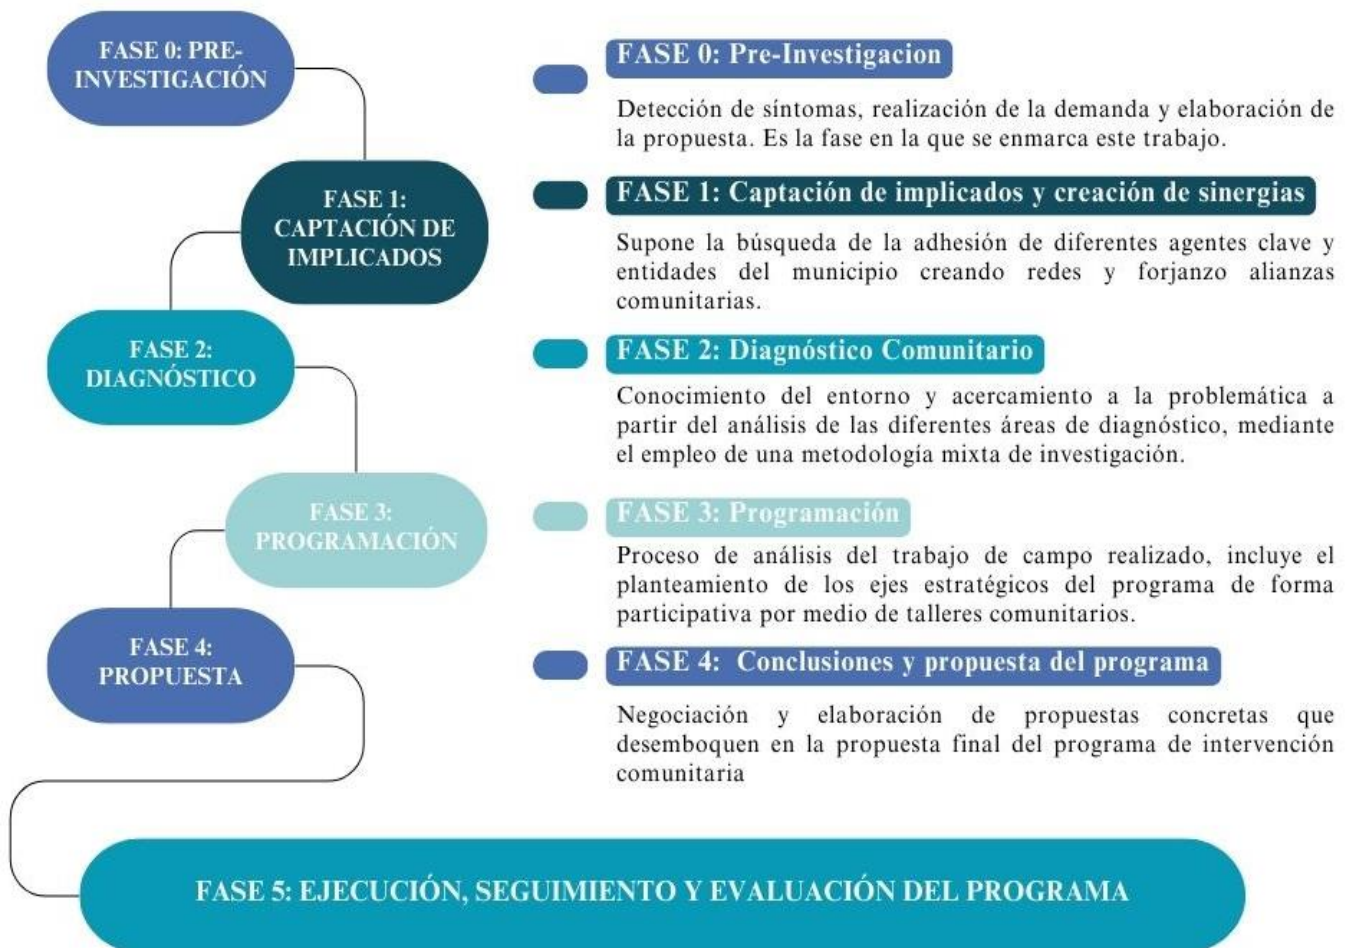 FASE 0: PRE-
INVESTIGACIÓN
FASE 1:
CAPTACIÓN DE
IMPLICADOS
FASE 2:
DIAGNÓSTICO
FASE 3:
PROGRAMACIÓN
FASE 4:
PROPUESTA
FASE 0: Pre-Investigacion
Detección de síntomas, realización de la demanda y elaboración de
la propuesta. Es la fase en la que se enmarca este trabajo.
FASE 1: Captación de implicados y creación de sinergias
Supone la búsqueda de la adhesión de diferentes agentes clave y
entidades del municipio creando redes y forjanzo alianzas
comunitarias.
FASE 2: Diagnóstico Comunitario
Conocimiento del entorno y acercamiento a la problemática a
partir del análisis de las diferentes áreas de diagnóstico, mediante
el empleo de una metodología mixta de investigación.
FASE 3: Programación
Proceso de análisis del trabajo de campo realizado, incluye el
planteamiento de los ejes estratégicos del programa de forma
participativa por medio de talleres comunitarios.
FASE 4: Conclusiones y propuesta del programa
Negociación y elaboración de propuestas concretas que
desemboquen en la propuesta final del programa de intervención
comunitaria
FASE 5: EJECUCIÓN, SEGUIMIENTO Y EVALUACIÓN DEL PROGRAMA